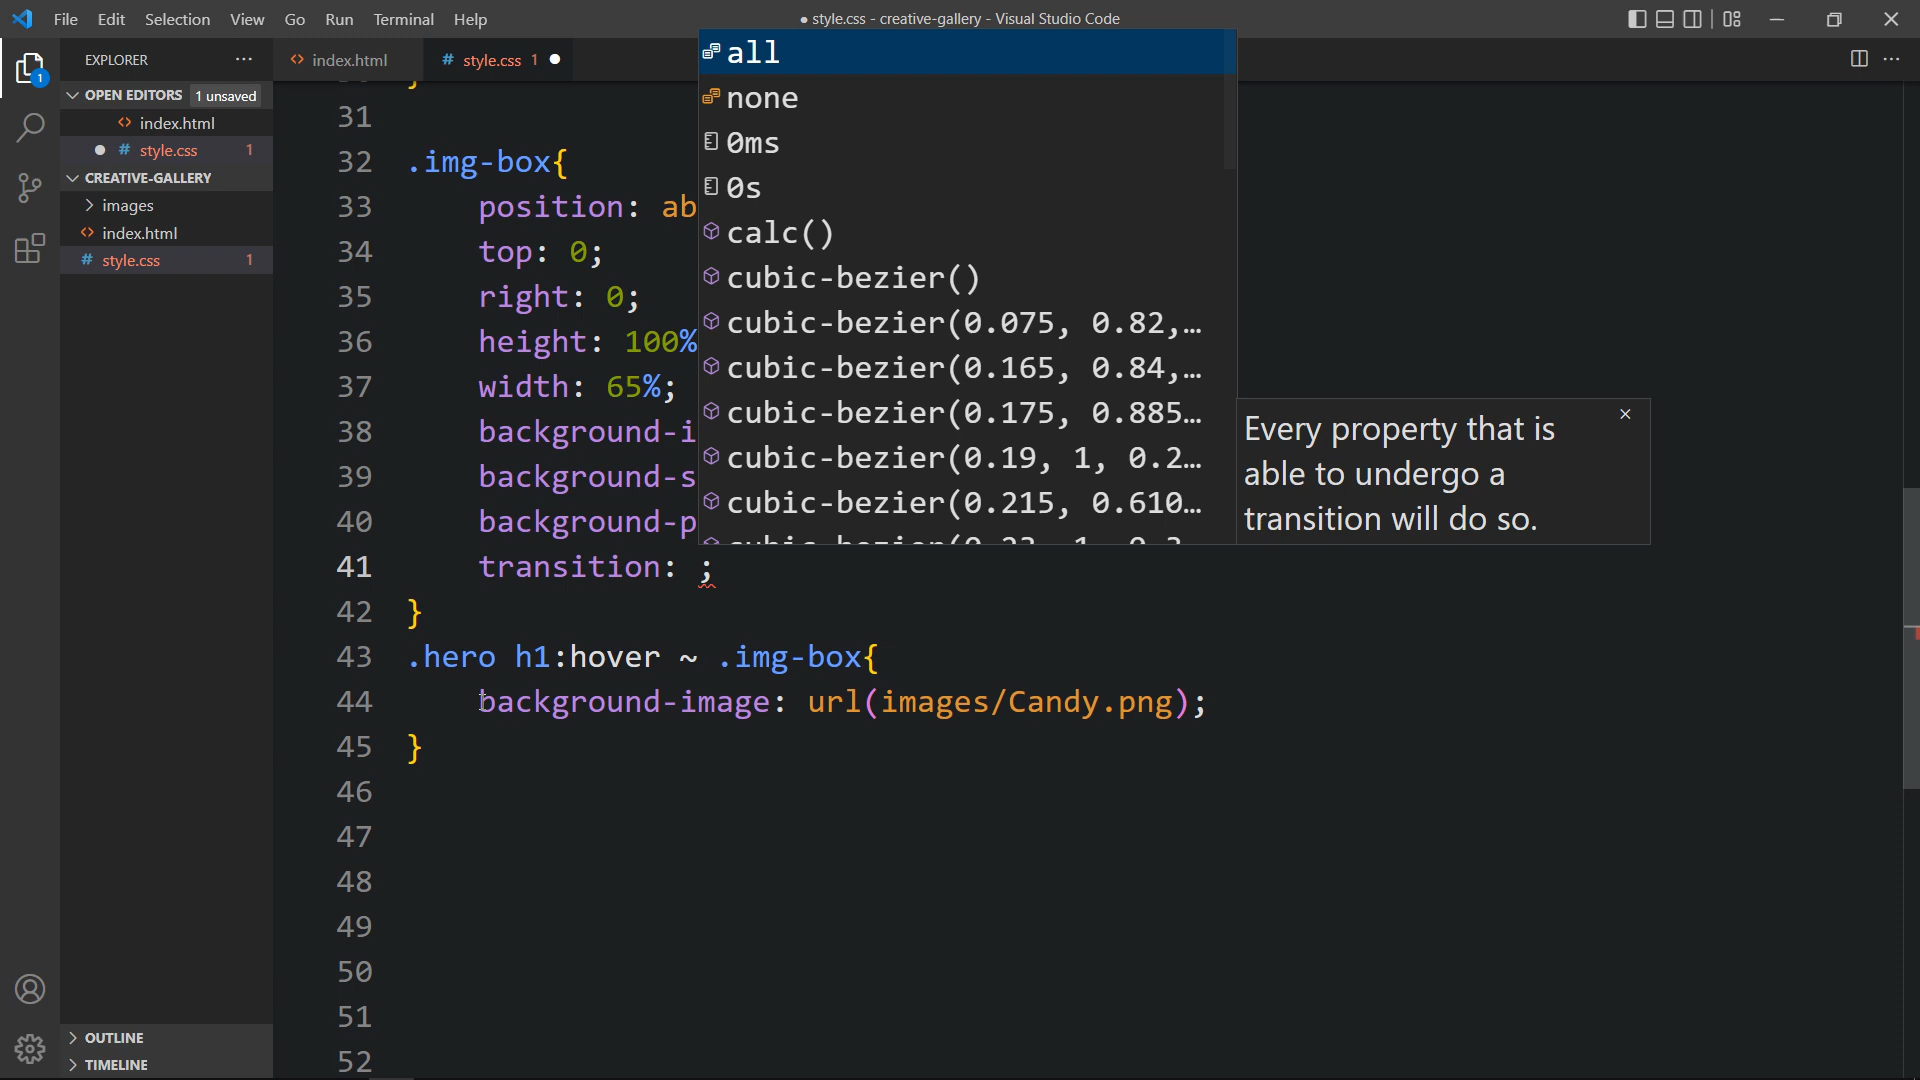 File Edit Selection View Go Run Terminal Help
● style.css - creative-gallery - Visual Studio Code
EXPLORER ···
<> index.html
# style.css 1 ●
OPEN EDITORS 1 unsaved
<> index.html
● # style.css 1
CREATIVE-GALLERY
> images
<> index.html
# style.css 1
OUTLINE
TIMELINE
1
31
32 .img-box{
33 position: ab
34 top: 0;
35 right: 0;
36 height: 100%
37 width: 65%;
38 background-i
39 background-s
40 background-p
41 transition: ;
42 }
43 .hero h1:hover ~ .img-box{
44 background-image: url(images/Candy.png);
45 }
46
47
48
49
50
51
52
all
none
0ms
0s
calc()
cubic-bezier()
cubic-bezier(0.075, 0.82,…
cubic-bezier(0.165, 0.84,…
cubic-bezier(0.175, 0.885…
cubic-bezier(0.19, 1, 0.2…
cubic-bezier(0.215, 0.610…
Every property that is
able to undergo a
transition will do so.